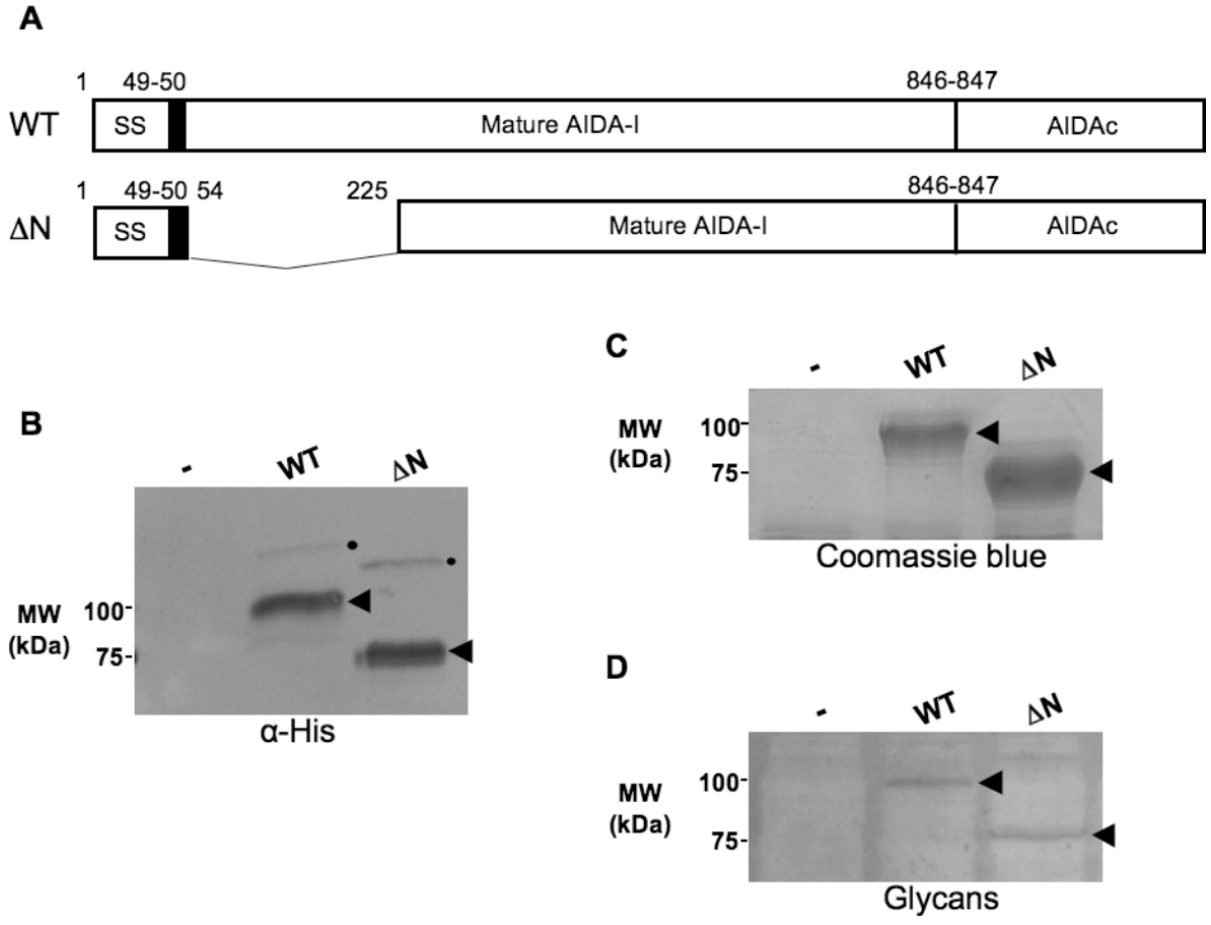 A
1 49-50 846-847
WT SS Mature AIDA-I AIDAc
1 49-50 54 225 846-847
ΔN SS Mature AIDA-I AIDAc
B
- WT ΔN
MW
(kDa)
100-
75-
α-His
C
- WT ΔN
MW
(kDa)
100-
75-
Coomassie blue
D
- WT ΔN
MW
(kDa)
100-
75-
Glycans